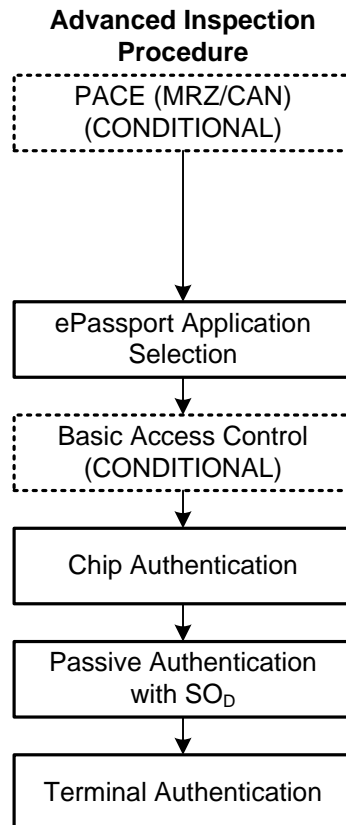 Advanced Inspection
Procedure
PACE (MRZ/CAN)
(CONDITIONAL)
ePassport Application
Selection
Basic Access Control
(CONDITIONAL)
Chip Authentication
Passive Authentication
with SO_D
Terminal Authentication